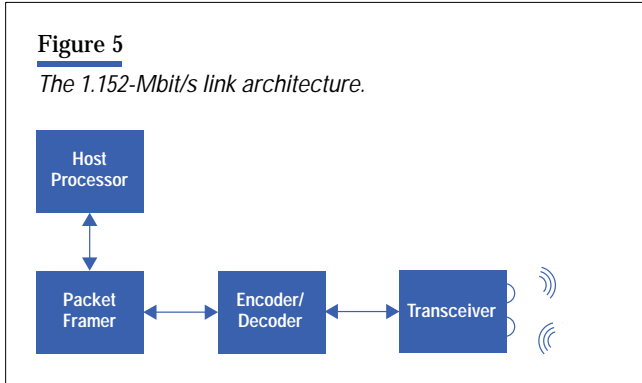 Figure 5
The 1.152-Mbit/s link architecture.
Host
Processor
Packet
Framer
Encoder/
Decoder
Transceiver